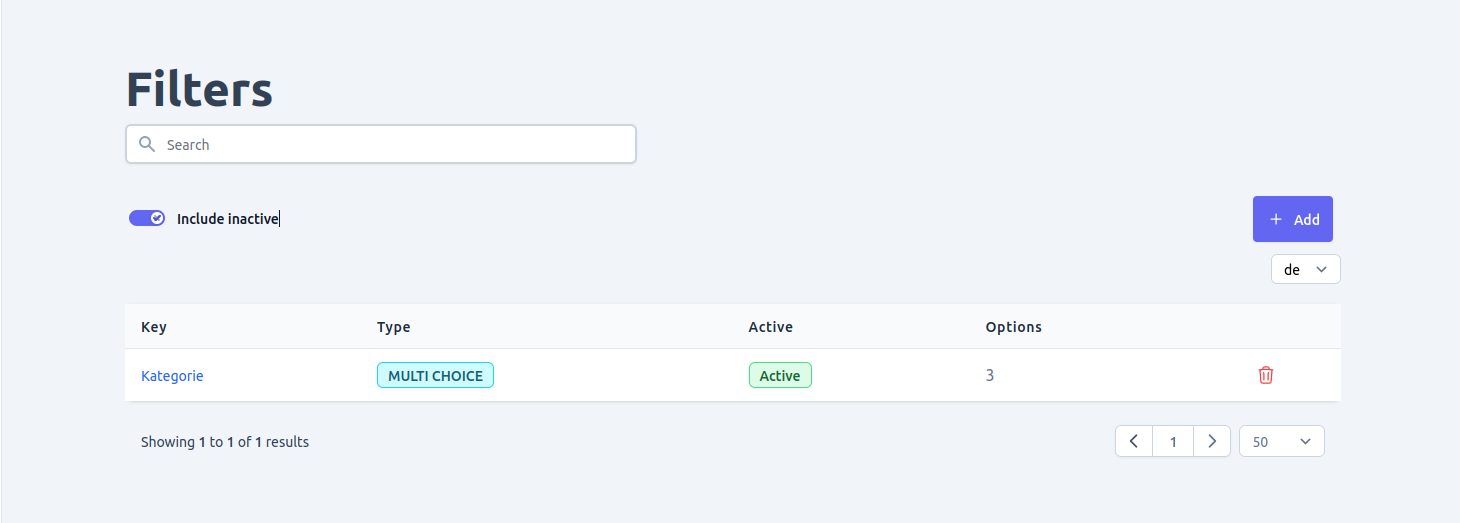 Filters
Search
Include inactive
Add
de
Key Type Active Options
Kategorie MULTI CHOICE Active 3
Showing 1 to 1 of 1 results 1 50